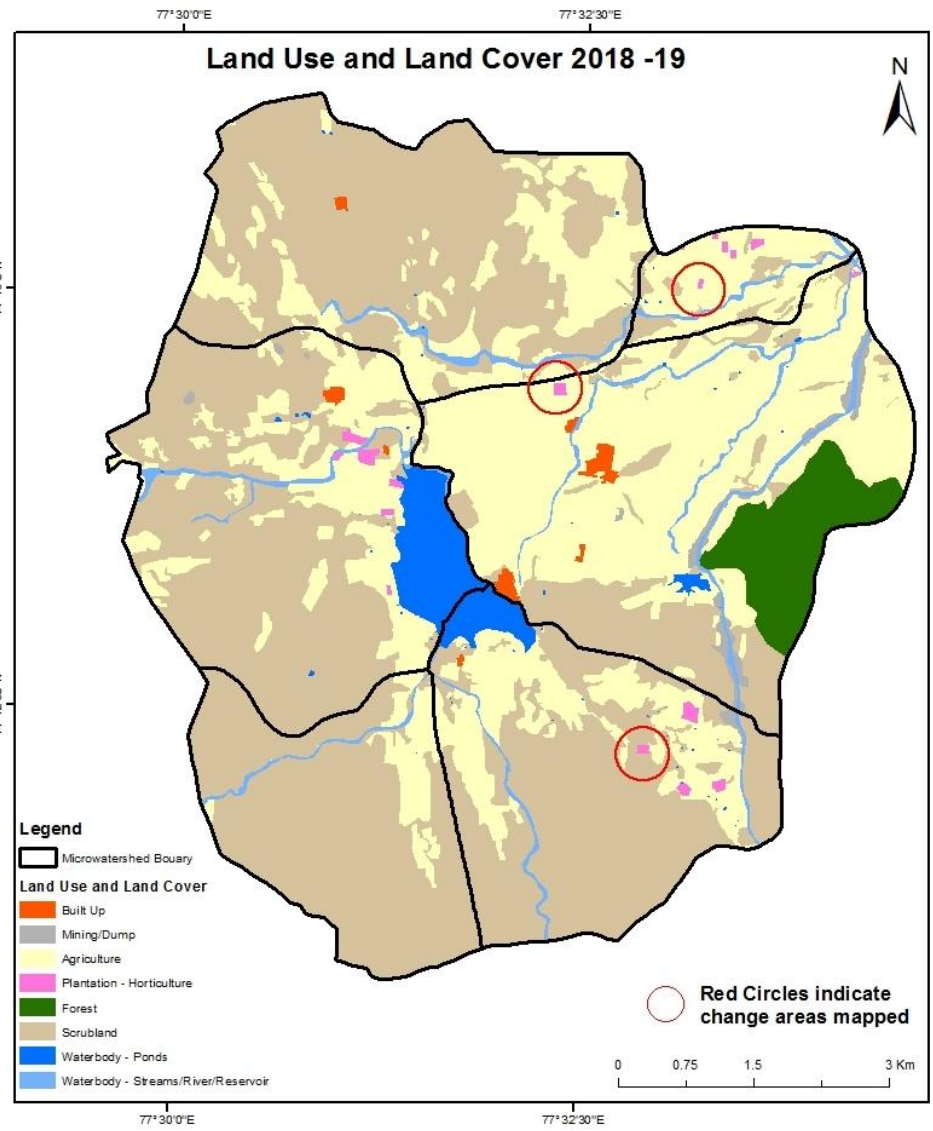 77° 30'0"E
77° 32'30"E
Land Use and Land Cover 2018 -19
N
Legend
Microwatershed Bouary
Land Use and Land Cover
Built Up
Mining/Dump
Agriculture
Plantation - Horticulture
Forest
Scrubland
Waterbody - Ponds
Waterbody - Streams/River/Reservoir
Red Circles indicate
change areas mapped
0 0.75 1.5 3 Km
77° 30'0"E
77° 32'30"E